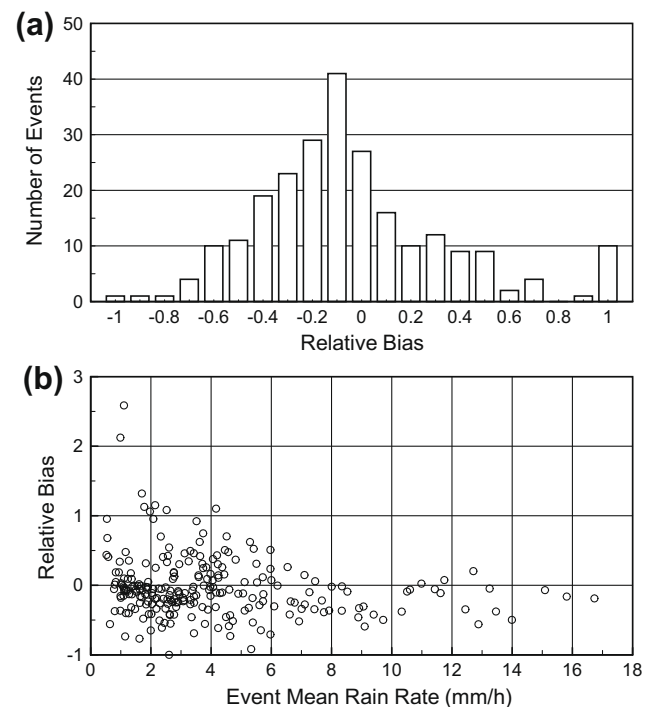 (a)
50
40
30
20
10
0
Number of Events
-1 -0.8 -0.6 -0.4 -0.2 0 0.2 0.4 0.6 0.8 1
Relative Bias
(b)
3
2
1
0
-1
Relative Bias
0 2 4 6 8 10 12 14 16 18
Event Mean Rain Rate (mm/h)